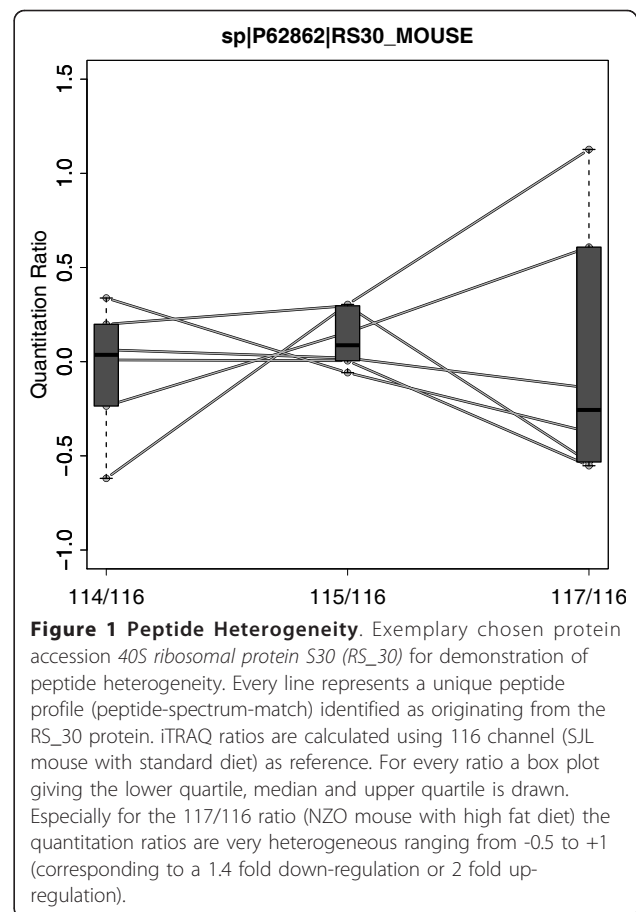 sp|P62862|RS30_MOUSE
Quantitation Ratio
1.5
1.0
0.5
0.0
−0.5
−1.0
114/116
115/116
117/116
Figure 1 Peptide Heterogeneity. Exemplary chosen protein
accession 40S ribosomal protein S30 (RS_30) for demonstration of
peptide heterogeneity. Every line represents a unique peptide
profile (peptide-spectrum-match) identified as originating from the
RS_30 protein. iTRAQ ratios are calculated using 116 channel (SJL
mouse with standard diet) as reference. For every ratio a box plot
giving the lower quartile, median and upper quartile is drawn.
Especially for the 117/116 ratio (NZO mouse with high fat diet) the
quantitation ratios are very heterogeneous ranging from -0.5 to +1
(corresponding to a 1.4 fold down-regulation or 2 fold up-
regulation).